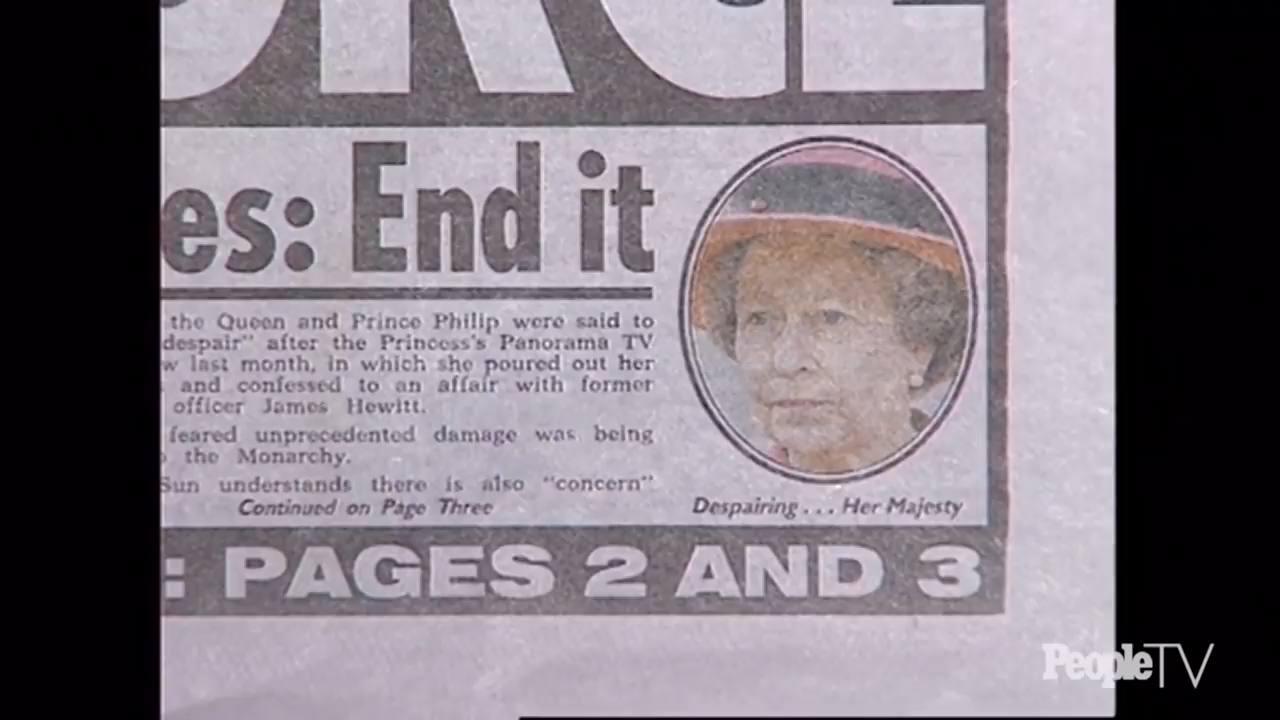 ORCE
es: End it
the Queen and Prince Philip were said to
despair" after the Princess's Panorama TV
w last month, in which she poured out her
and confessed to an affair with former
officer James Hewitt.
feared unprecedented damage was being
the Monarchy.
Sun understands there is also "concern"
Continued on Page Three
Despairing . . . Her Majesty
: PAGES 2 AND 3
PeopleTV